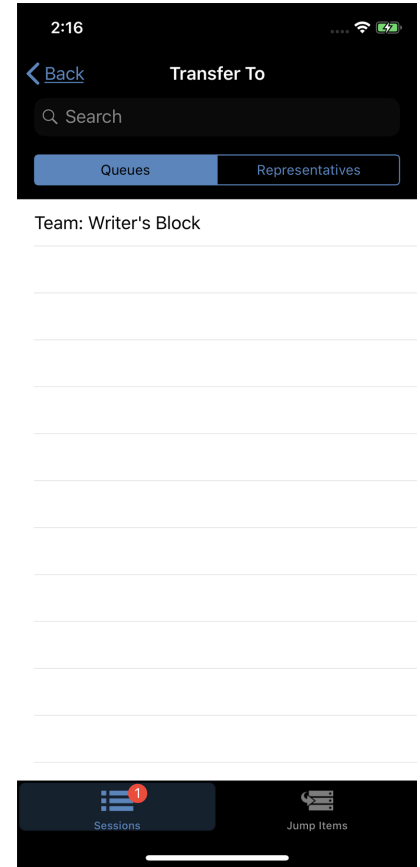 2:16
Back Transfer To
Search
Queues Representatives
Team: Writer's Block
1
Sessions Jump Items